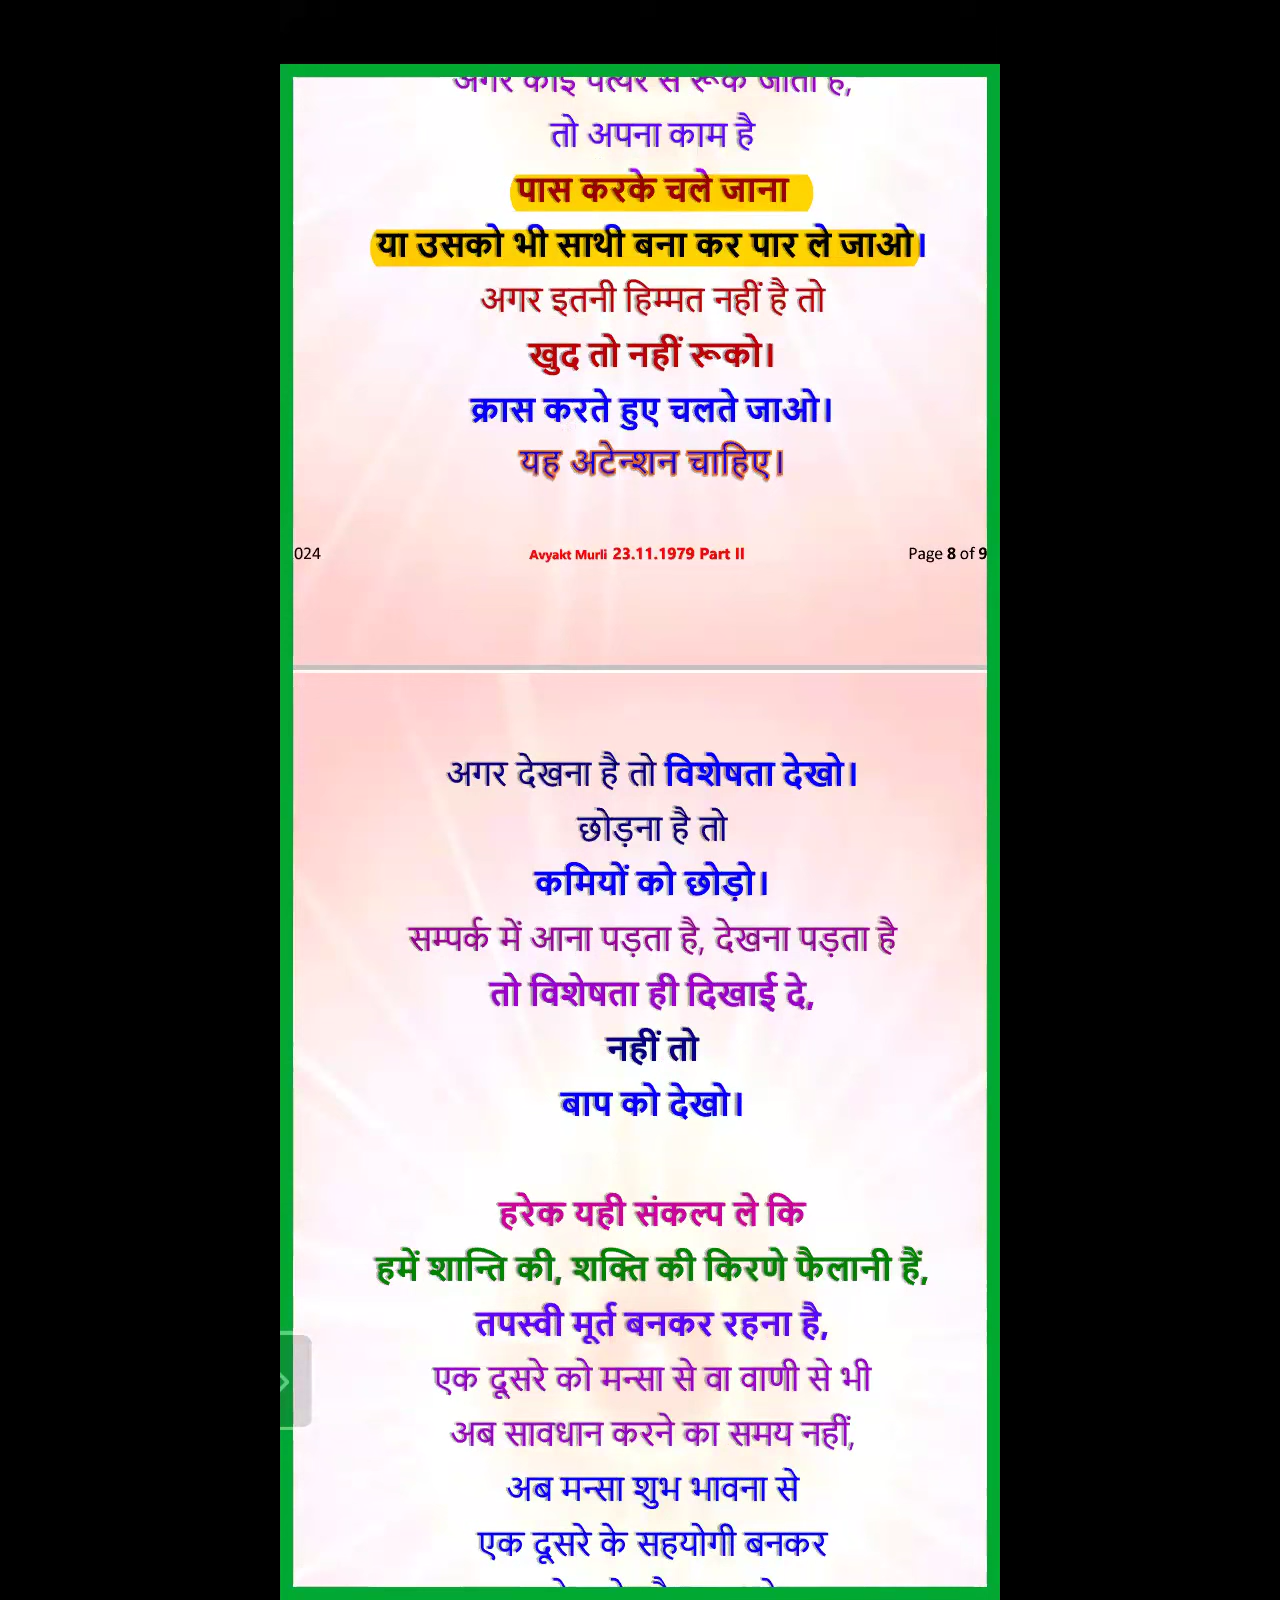 अगर कोई पत्थर से रूक जाता है,
तो अपना काम है
पास करके चले जाना
या उसको भी साथी बना कर पार ले जाओ।
अगर इतनी हिम्मत नहीं है तो
खुद तो नहीं रूको।
क्रास करते हुए चलते जाओ।
यह अटेन्शन चाहिए।
024 Avyakt Murli 23.11.1979 Part II Page 8 of 9
अगर देखना है तो विशेषता देखो।
छोड़ना है तो
कमियों को छोड़ो।
सम्पर्क में आना पड़ता है, देखना पड़ता है
तो विशेषता ही दिखाई दे,
नहीं तो
बाप को देखो।
हरेक यही संकल्प ले कि
हमें शान्ति की, शक्ति की किरणे फैलानी हैं,
तपस्वी मूर्त बनकर रहना है,
एक दूसरे को मन्सा से वा वाणी से भी
अब सावधान करने का समय नहीं,
अब मन्सा शुभ भावना से
एक दूसरे के सहयोगी बनकर